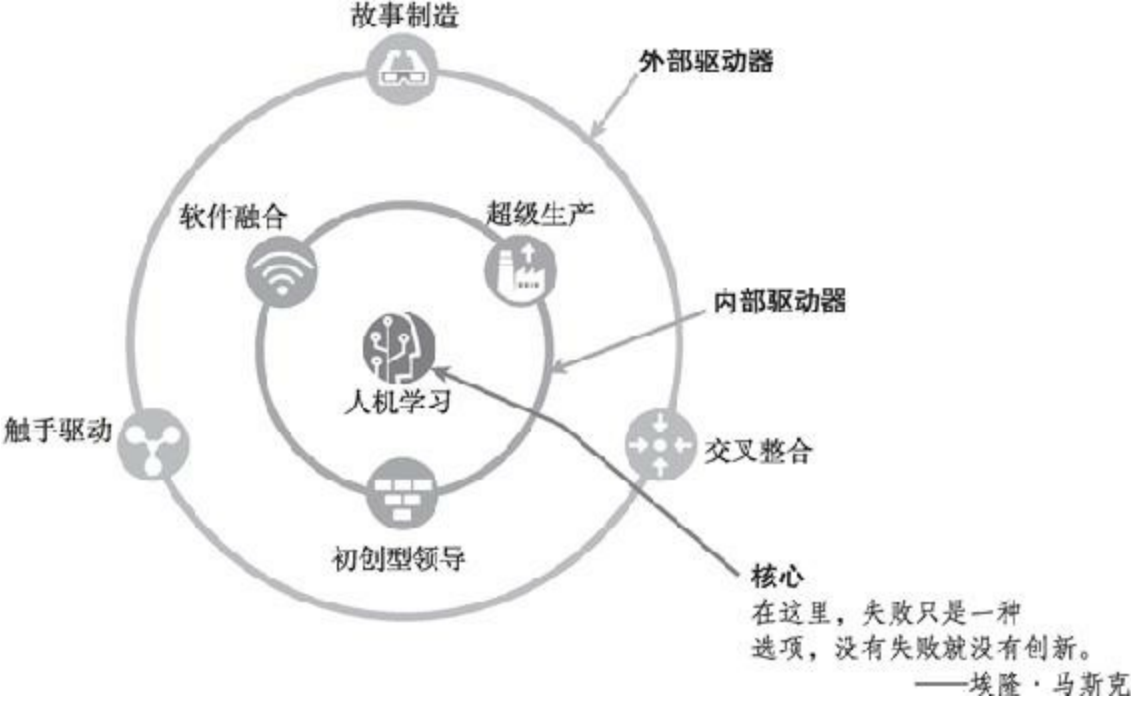 故事制造
外部驱动器
软件融合
超级生产
内部驱动器
人机学习
触手驱动
交叉整合
初创型领导
核心
在这里，失败只是一种
选项，没有失败就没有创新。
——埃隆·马斯克